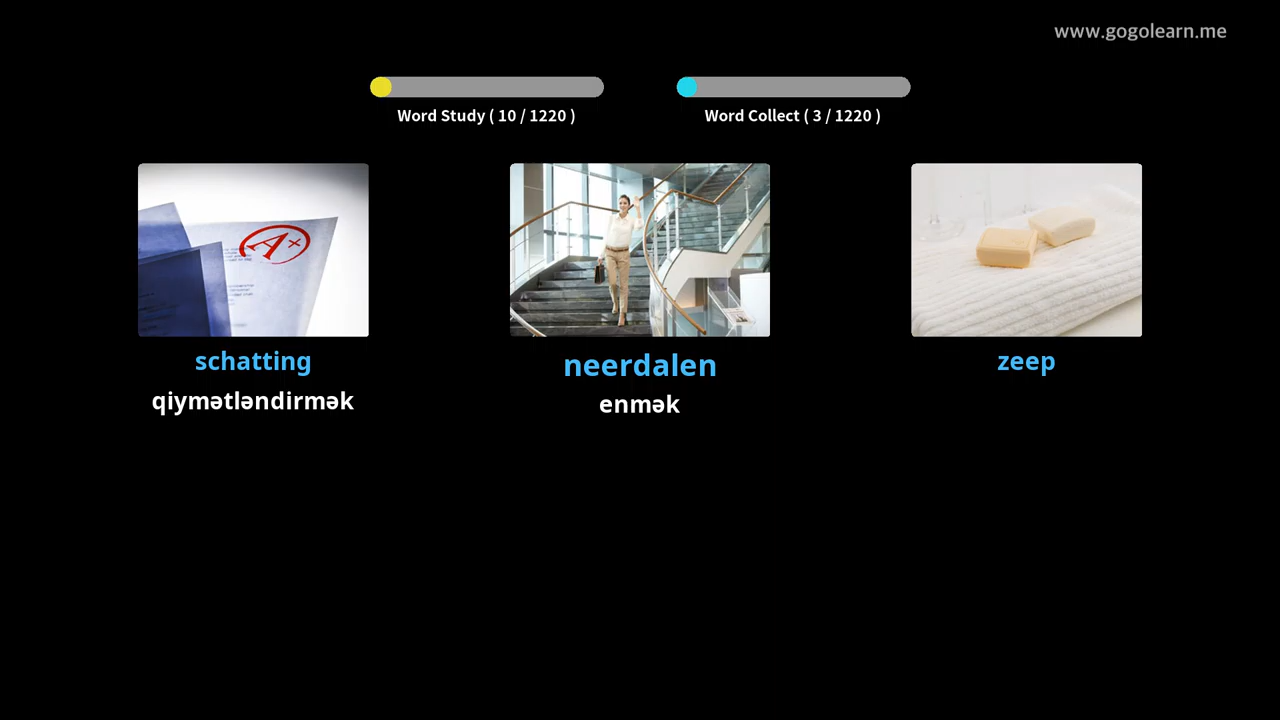 www.gogolearn.me
Word Study ( 10 / 1220 )
Word Collect ( 3 / 1220 )
A+
schatting
neerdalen
zeep
qiymətləndirmək
enmək